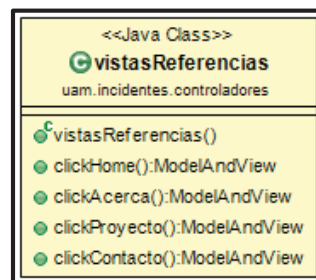 <<Java Class>>
C vistasReferencias
uam.incidentes.controladores
c vistasReferencias()
clickHome():ModelAndView
clickAcerca():ModelAndView
clickProyecto():ModelAndView
clickContacto():ModelAndView